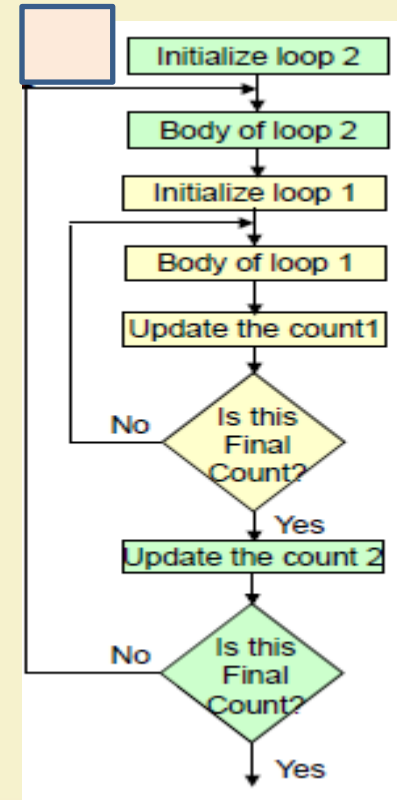 Initialize loop 2
Body of loop 2
Initialize loop 1
Body of loop 1
Update the count1
No
Is this
Final
Count?
Yes
Update the count 2
No
Is this
Final
Count?
Yes